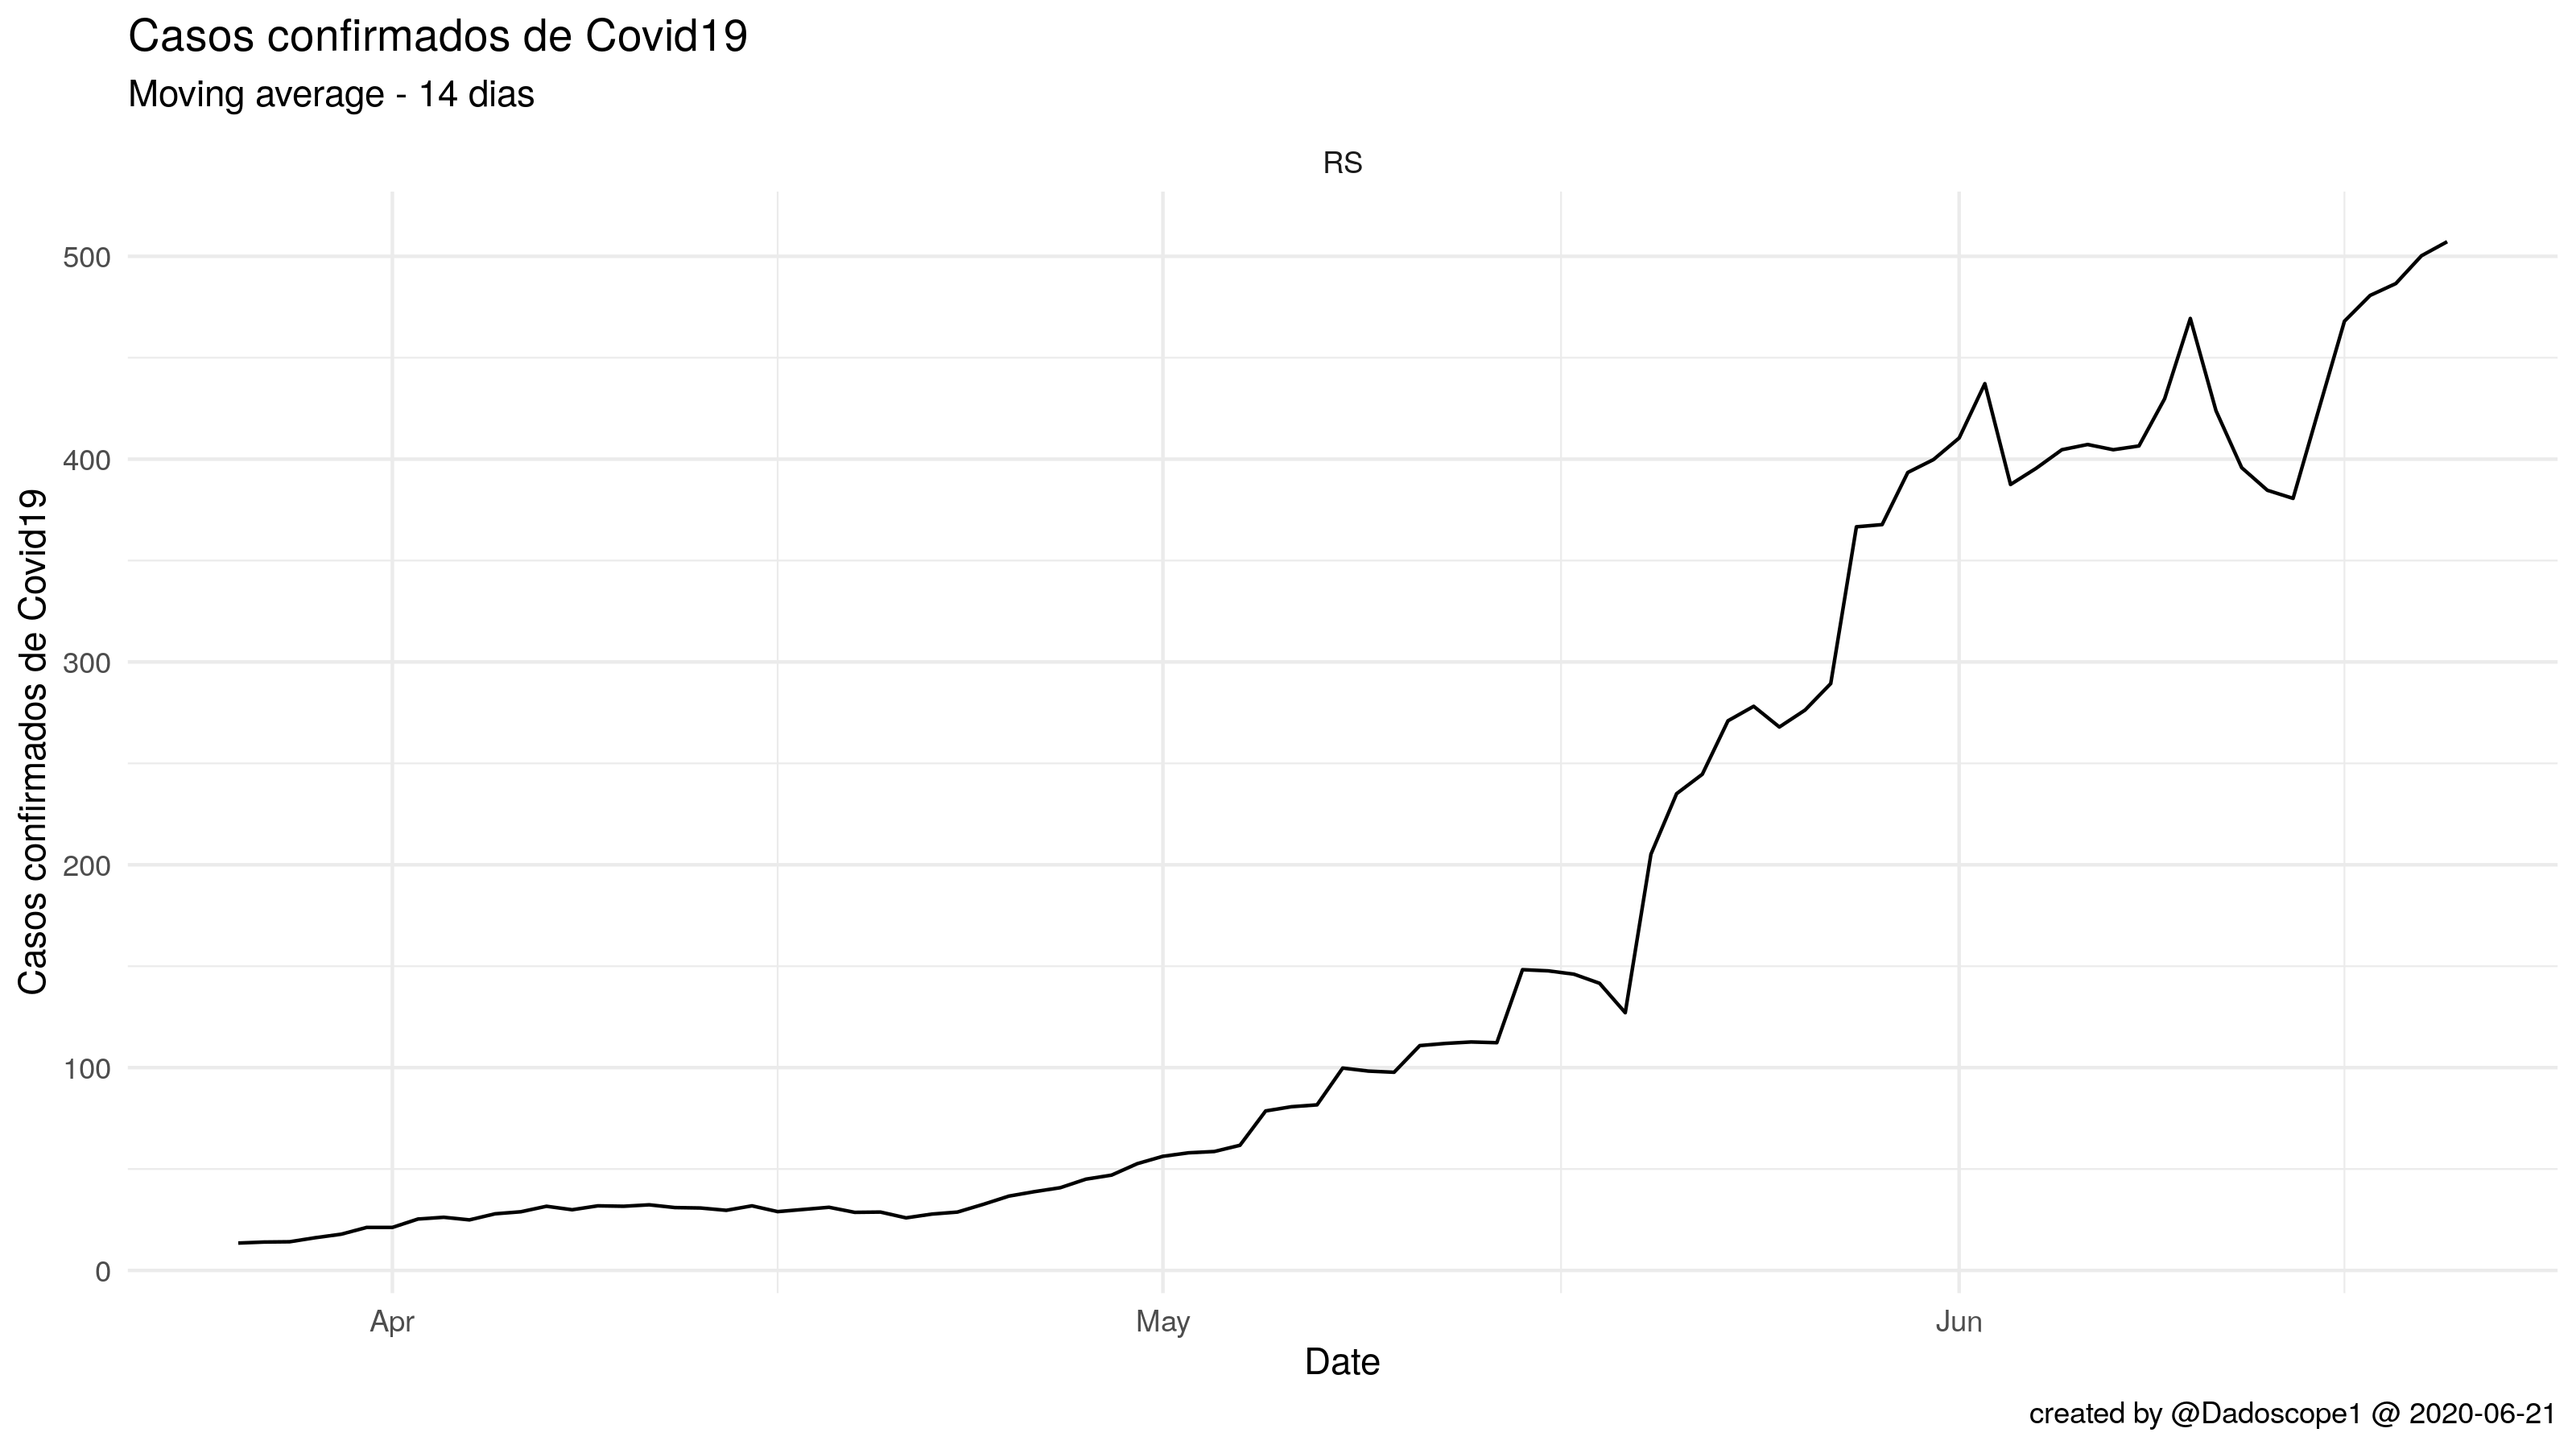 Casos confirmados de Covid19
Moving average - 14 dias
RS
Casos confirmados de Covid19
500
400
300
200
100
0
Apr
May
Jun
Date
created by @Dadoscope1 @ 2020-06-21